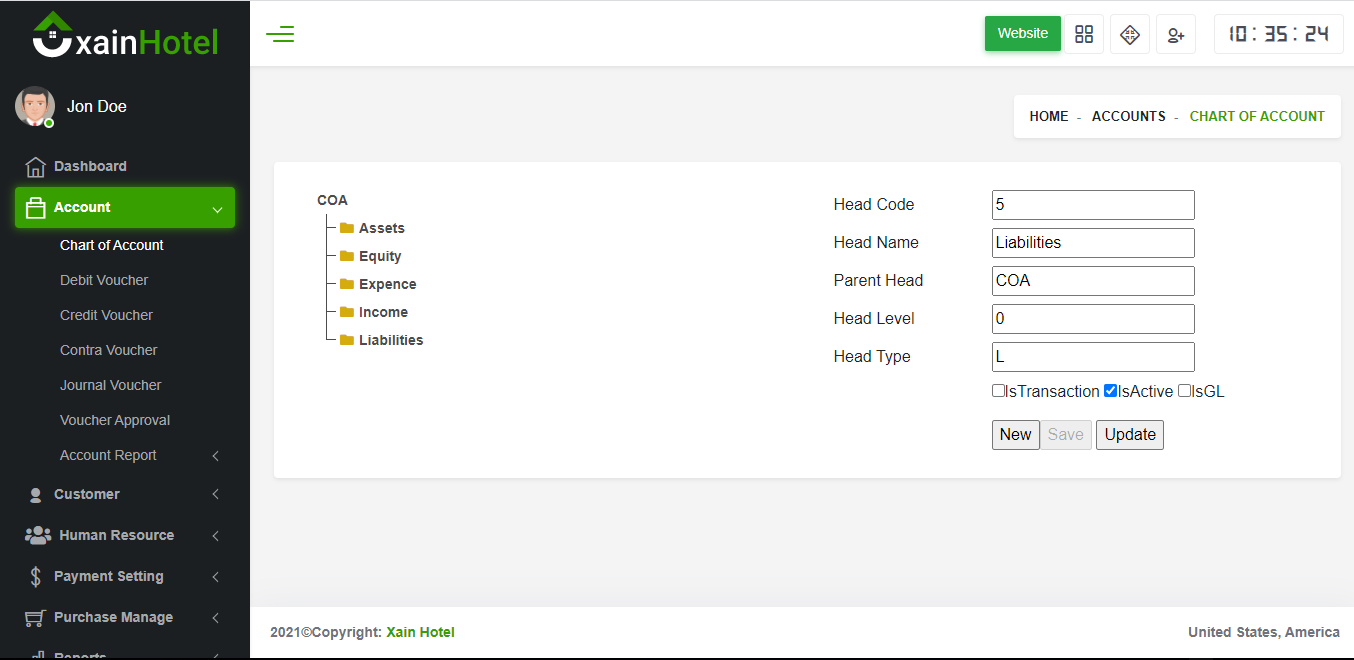 xainHotel
Website
10:35:24
Jon Doe
HOME - ACCOUNTS - CHART OF ACCOUNT
Dashboard
Account
Chart of Account
Debit Voucher
Credit Voucher
Contra Voucher
Journal Voucher
Voucher Approval
Account Report
Customer
Human Resource
Payment Setting
Purchase Manage
Reports
COA
Assets
Equity
Expence
Income
Liabilities
Head Code 5
Head Name Liabilities
Parent Head COA
Head Level 0
Head Type L
IsTransaction IsActive IsGL
New Save Update
2021©Copyright: Xain Hotel
United States, America